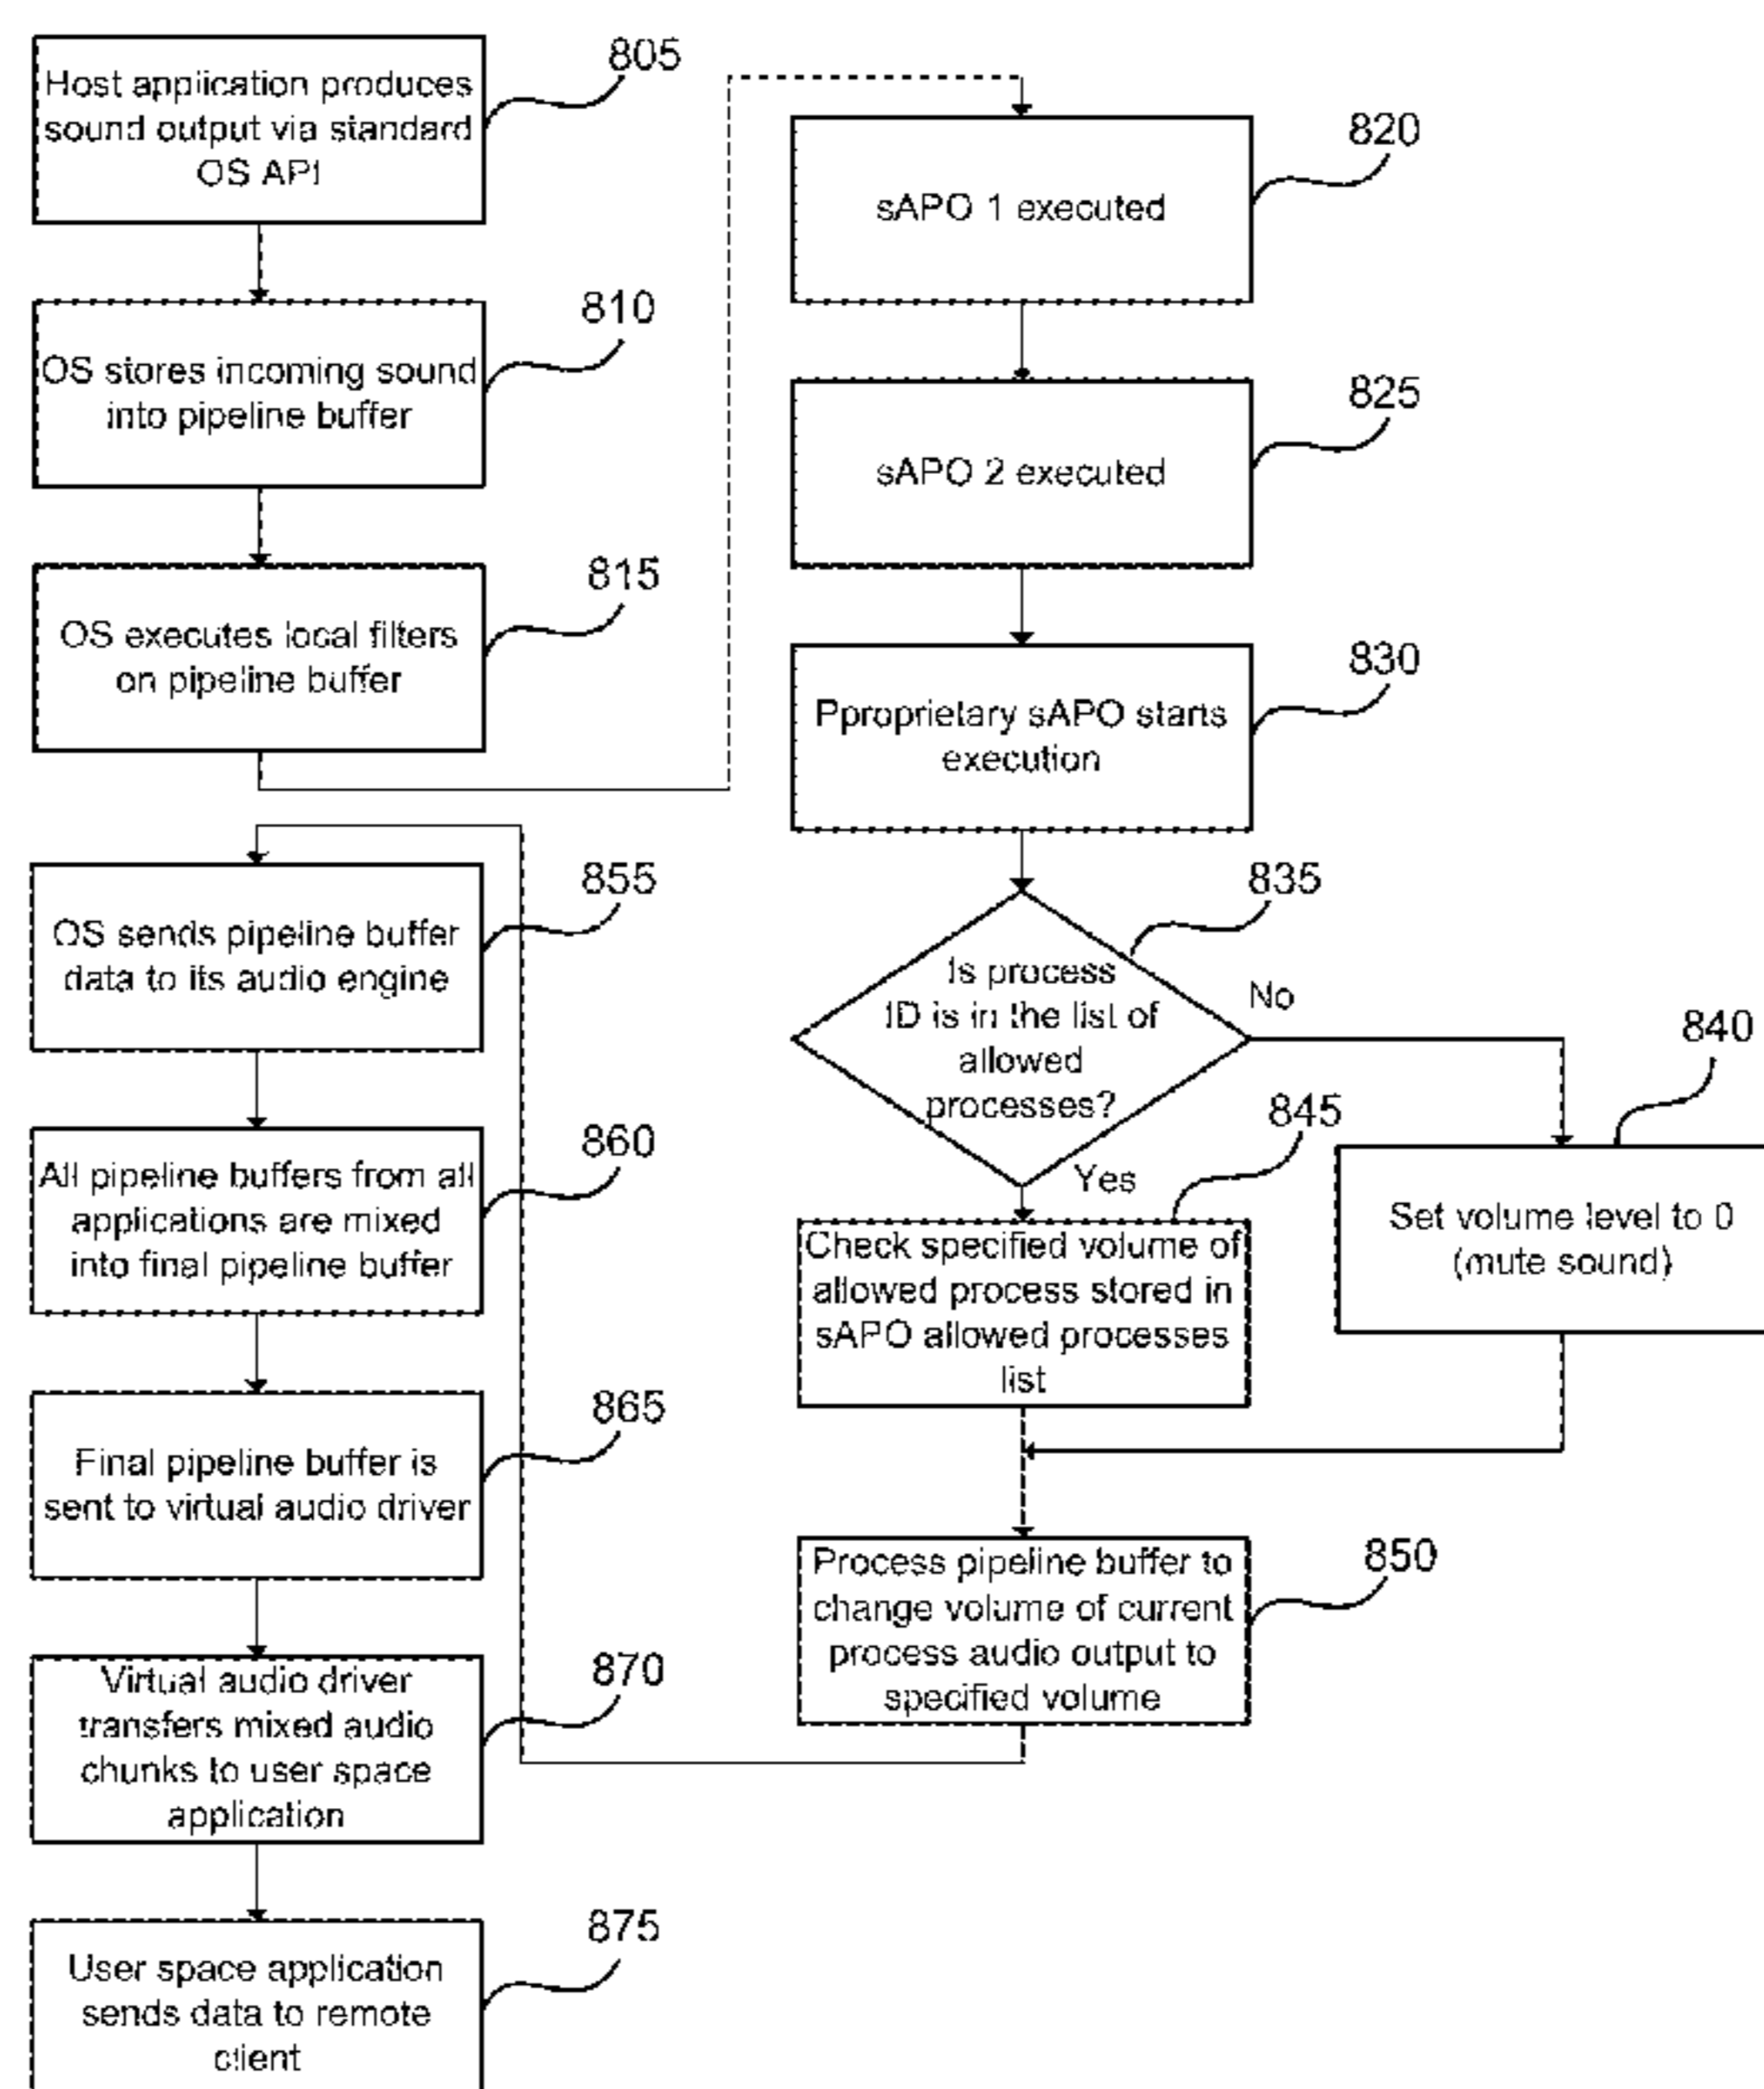 805
Host application produces
sound output via standard
OS API
810
OS stores incoming sound
into pipeline buffer
815
OS executes local filters
on pipeline buffer
820
sAPO 1 executed
825
sAPO 2 executed
830
Pproprietary sAPO starts
execution
835
Is process
ID is in the list of
allowed
processes?
No
Yes
840
Set volume level to 0
(mute sound)
845
Check specified volume of
allowed process stored in
sAPO allowed processes
list
850
Process pipeline buffer to
change volume of current
process audio output to
specified volume
855
OS sends pipeline buffer
data to its audio engine
860
All pipeline buffers from all
applications are mixed
into final pipeline buffer
865
Final pipeline buffer is
sent to virtual audio driver
870
Virtual audio driver
transfers mixed audio
chunks to user space
application
875
User space application
sends data to remote
client